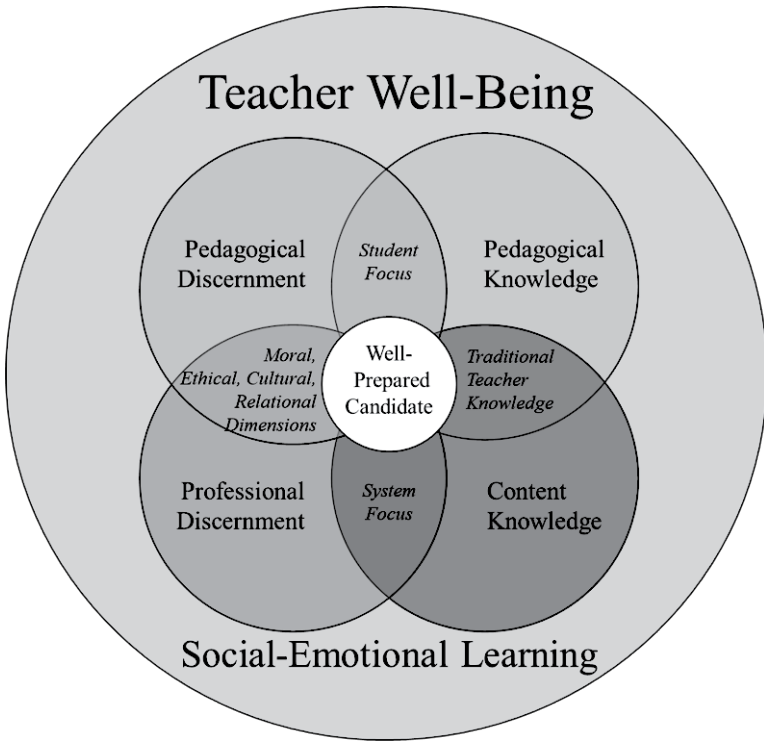 Teacher Well-Being
Pedagogical
Discernment
Student
Focus
Pedagogical
Knowledge
Moral,
Ethical, Cultural,
Relational
Dimensions
Well-
Prepared
Candidate
Traditional
Teacher
Knowledge
Professional
Discernment
System
Focus
Content
Knowledge
Social-Emotional Learning